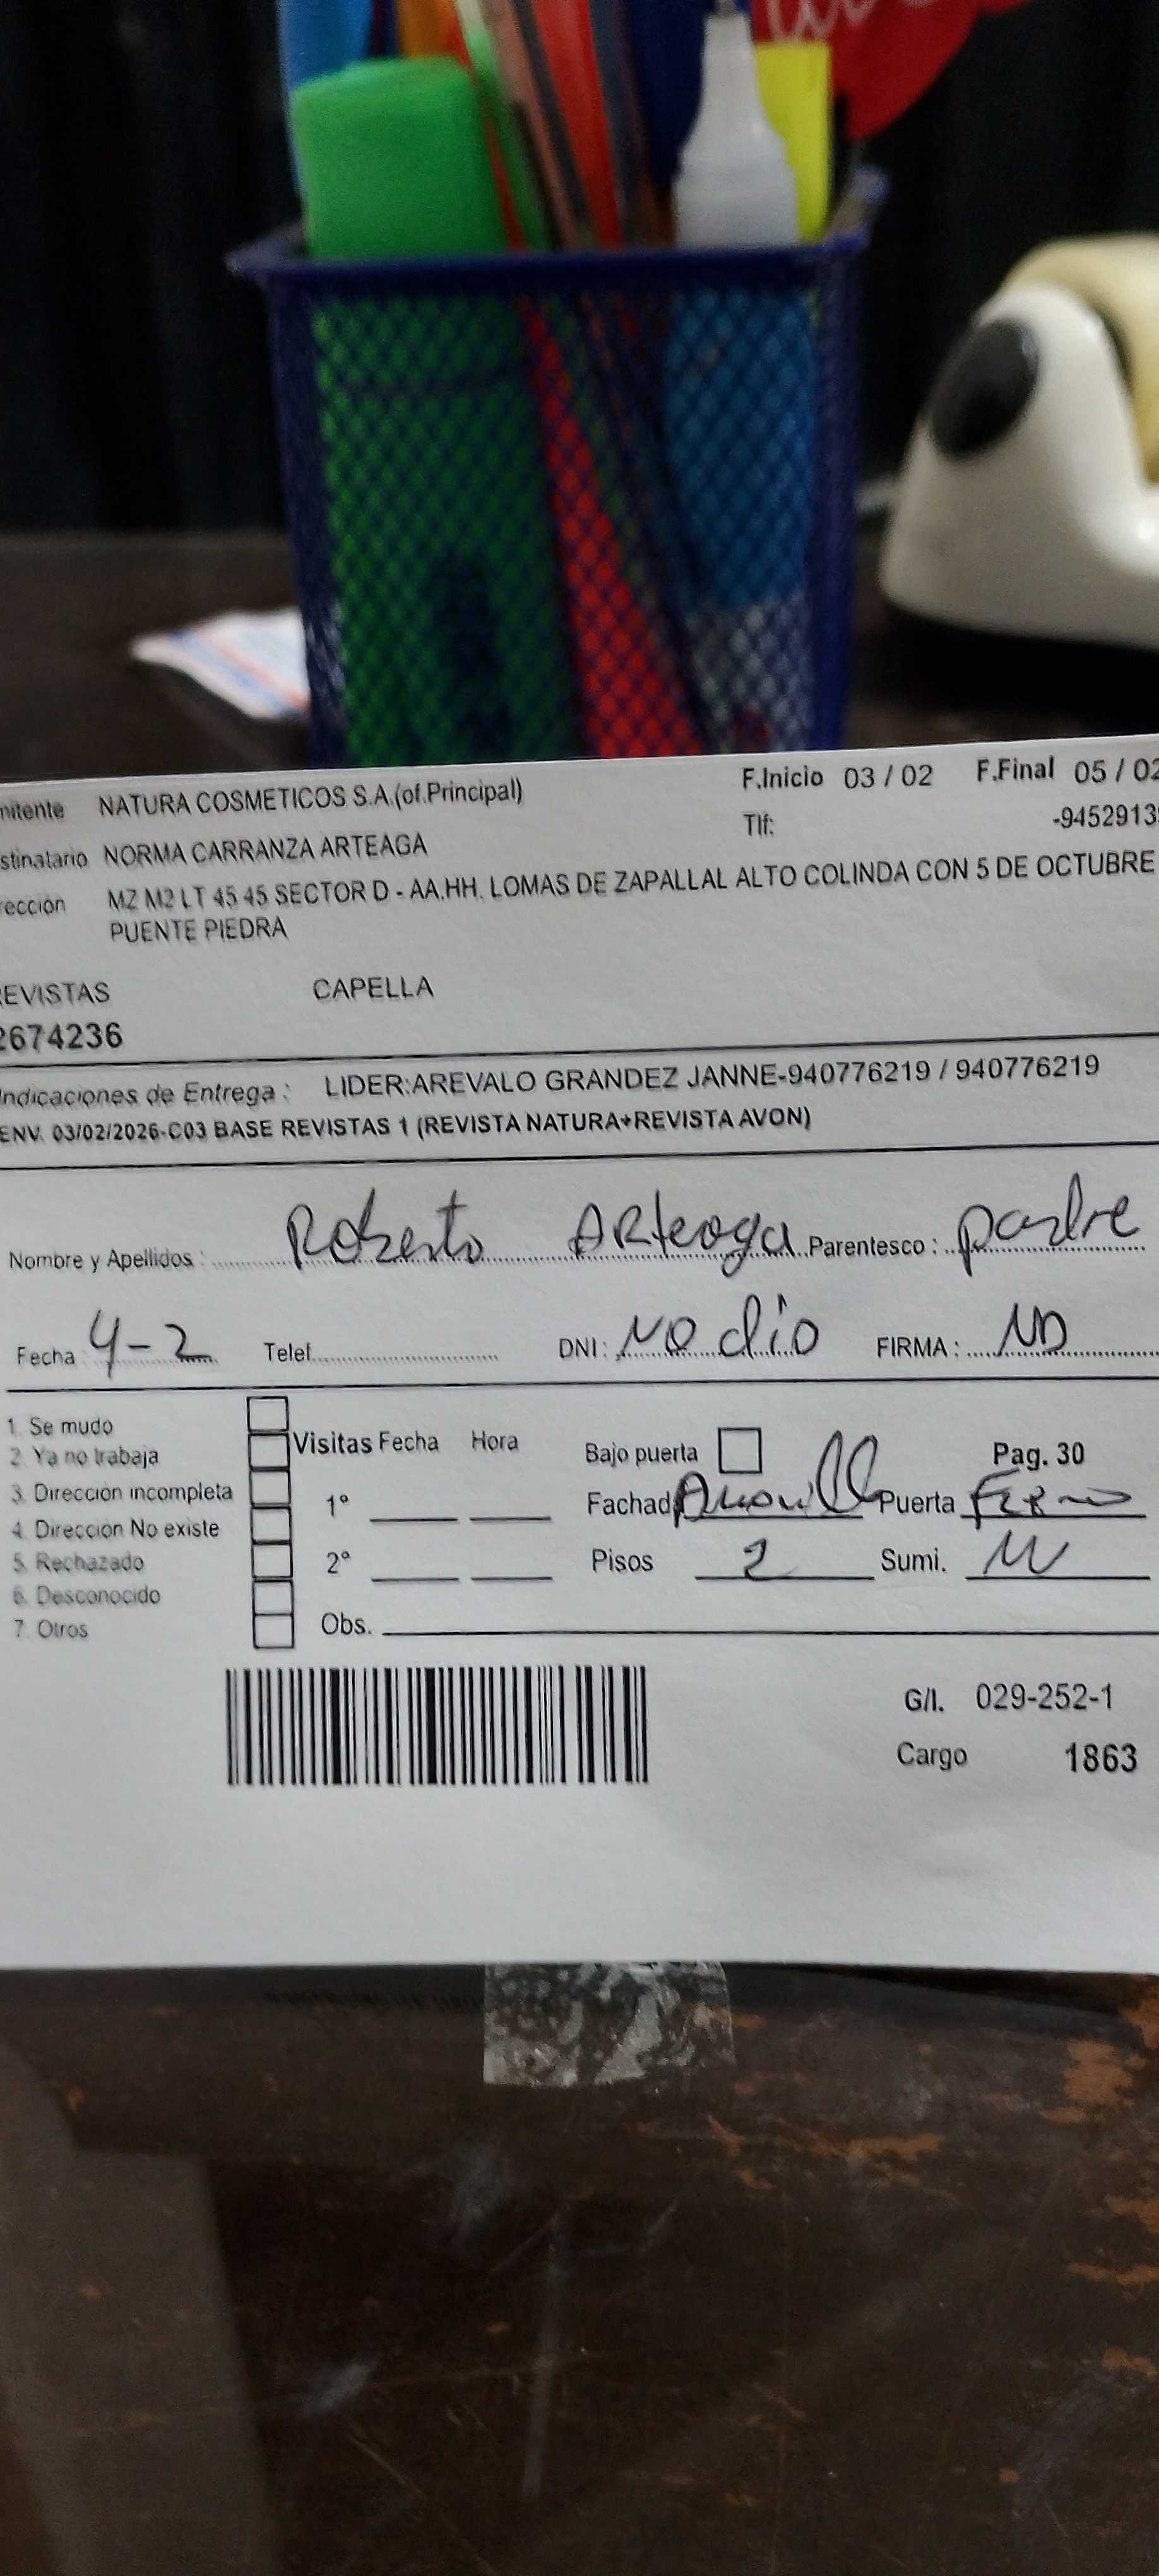 mitente NATURA COSMETICOS S.A.(of.Principal) F.Inicio 03 / 02 F.Final 05 / 02
Tlf: -9452913
stinatario NORMA CARRANZA ARTEAGA
rección MZ M2 LT 45 45 SECTOR D - AA.HH. LOMAS DE ZAPALLAL ALTO COLINDA CON 5 DE OCTUBRE
PUENTE PIEDRA
REVISTAS CAPELLA
2674236
Indicaciones de Entrega : LIDER:AREVALO GRANDEZ JANNE-940776219 / 940776219
ENV. 03/02/2026-C03 BASE REVISTAS 1 (REVISTA NATURA+REVISTA AVON)
Nombre y Apellidos : Roberto ARteaga Parentesco : padre
Fecha 4-2 Telef. DNI: NO dio FIRMA : NO
1. Se mudo
2. Ya no trabaja
3. Dirección incompleta
4. Dirección No existe
5. Rechazado
6. Desconocido
7. Otros
Visitas Fecha Hora
1°
2°
Obs.
Bajo puerta Pag. 30
Fachad Puerta
Pisos 2 Sumi.
G/I. 029-252-1
Cargo 1863